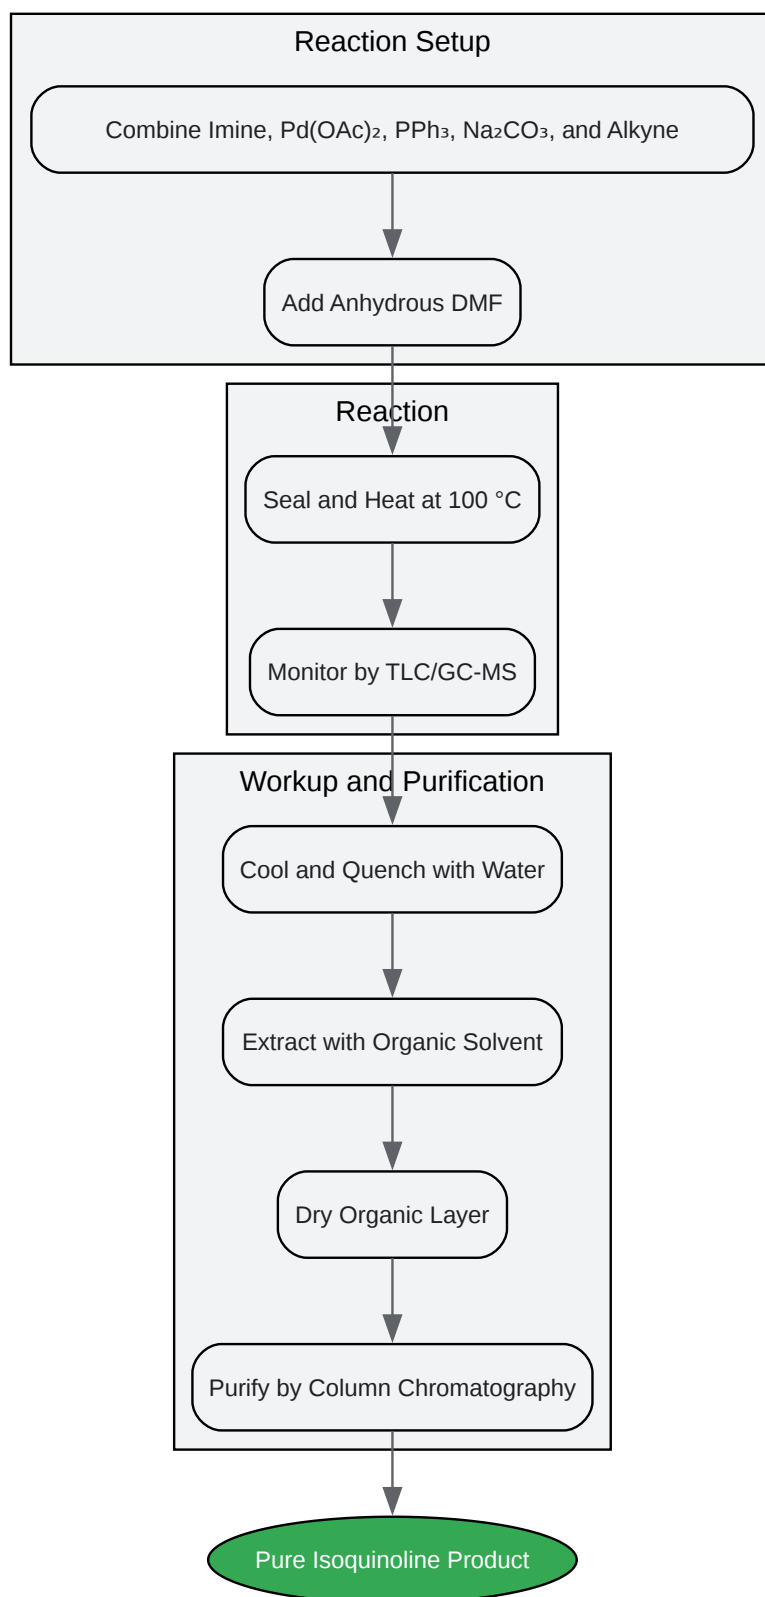 Reaction Setup
Combine Imine, Pd(OAc)₂, PPh₃, Na₂CO₃, and Alkyne
Add Anhydrous DMF
Reaction
Seal and Heat at 100 °C
Monitor by TLC/GC-MS
Workup and Purification
Cool and Quench with Water
Extract with Organic Solvent
Dry Organic Layer
Purify by Column Chromatography
Pure Isoquinoline Product